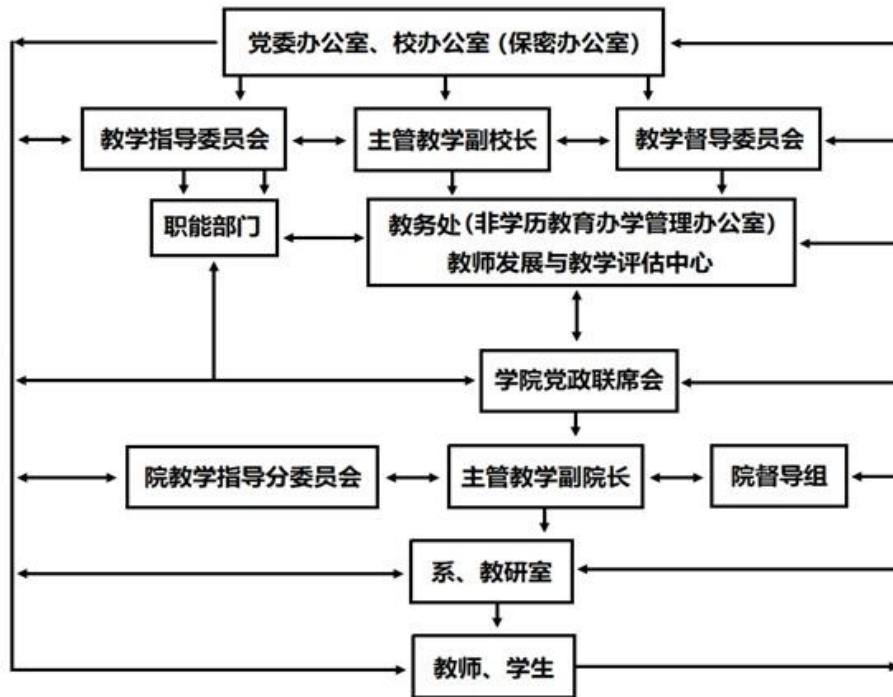 党委办公室、校办公室(保密办公室)
教学指导委员会
主管教学副校长
教学督导委员会
职能部门
教务处(非学历教育办学管理办公室)
教师发展与教学评估中心
学院党政联席会
院教学指导分委员会
主管教学副院长
院督导组
系、教研室
教师、学生